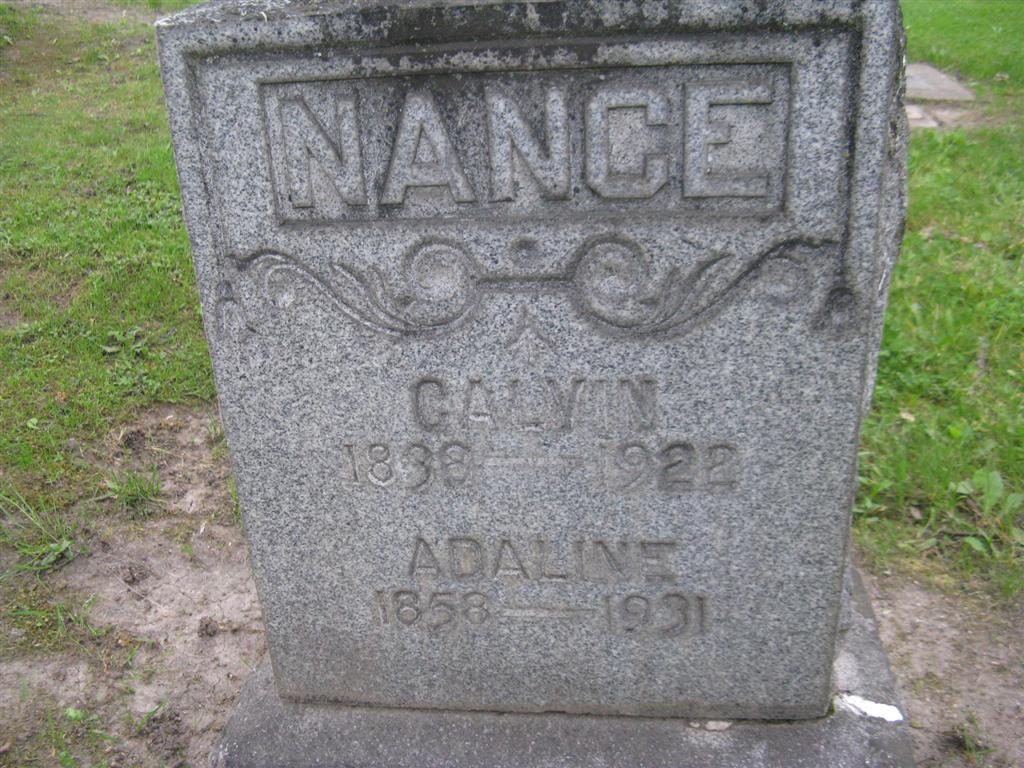 NANCE
CALVIN
1838 — 1922
ADALINE
1858 — 1931